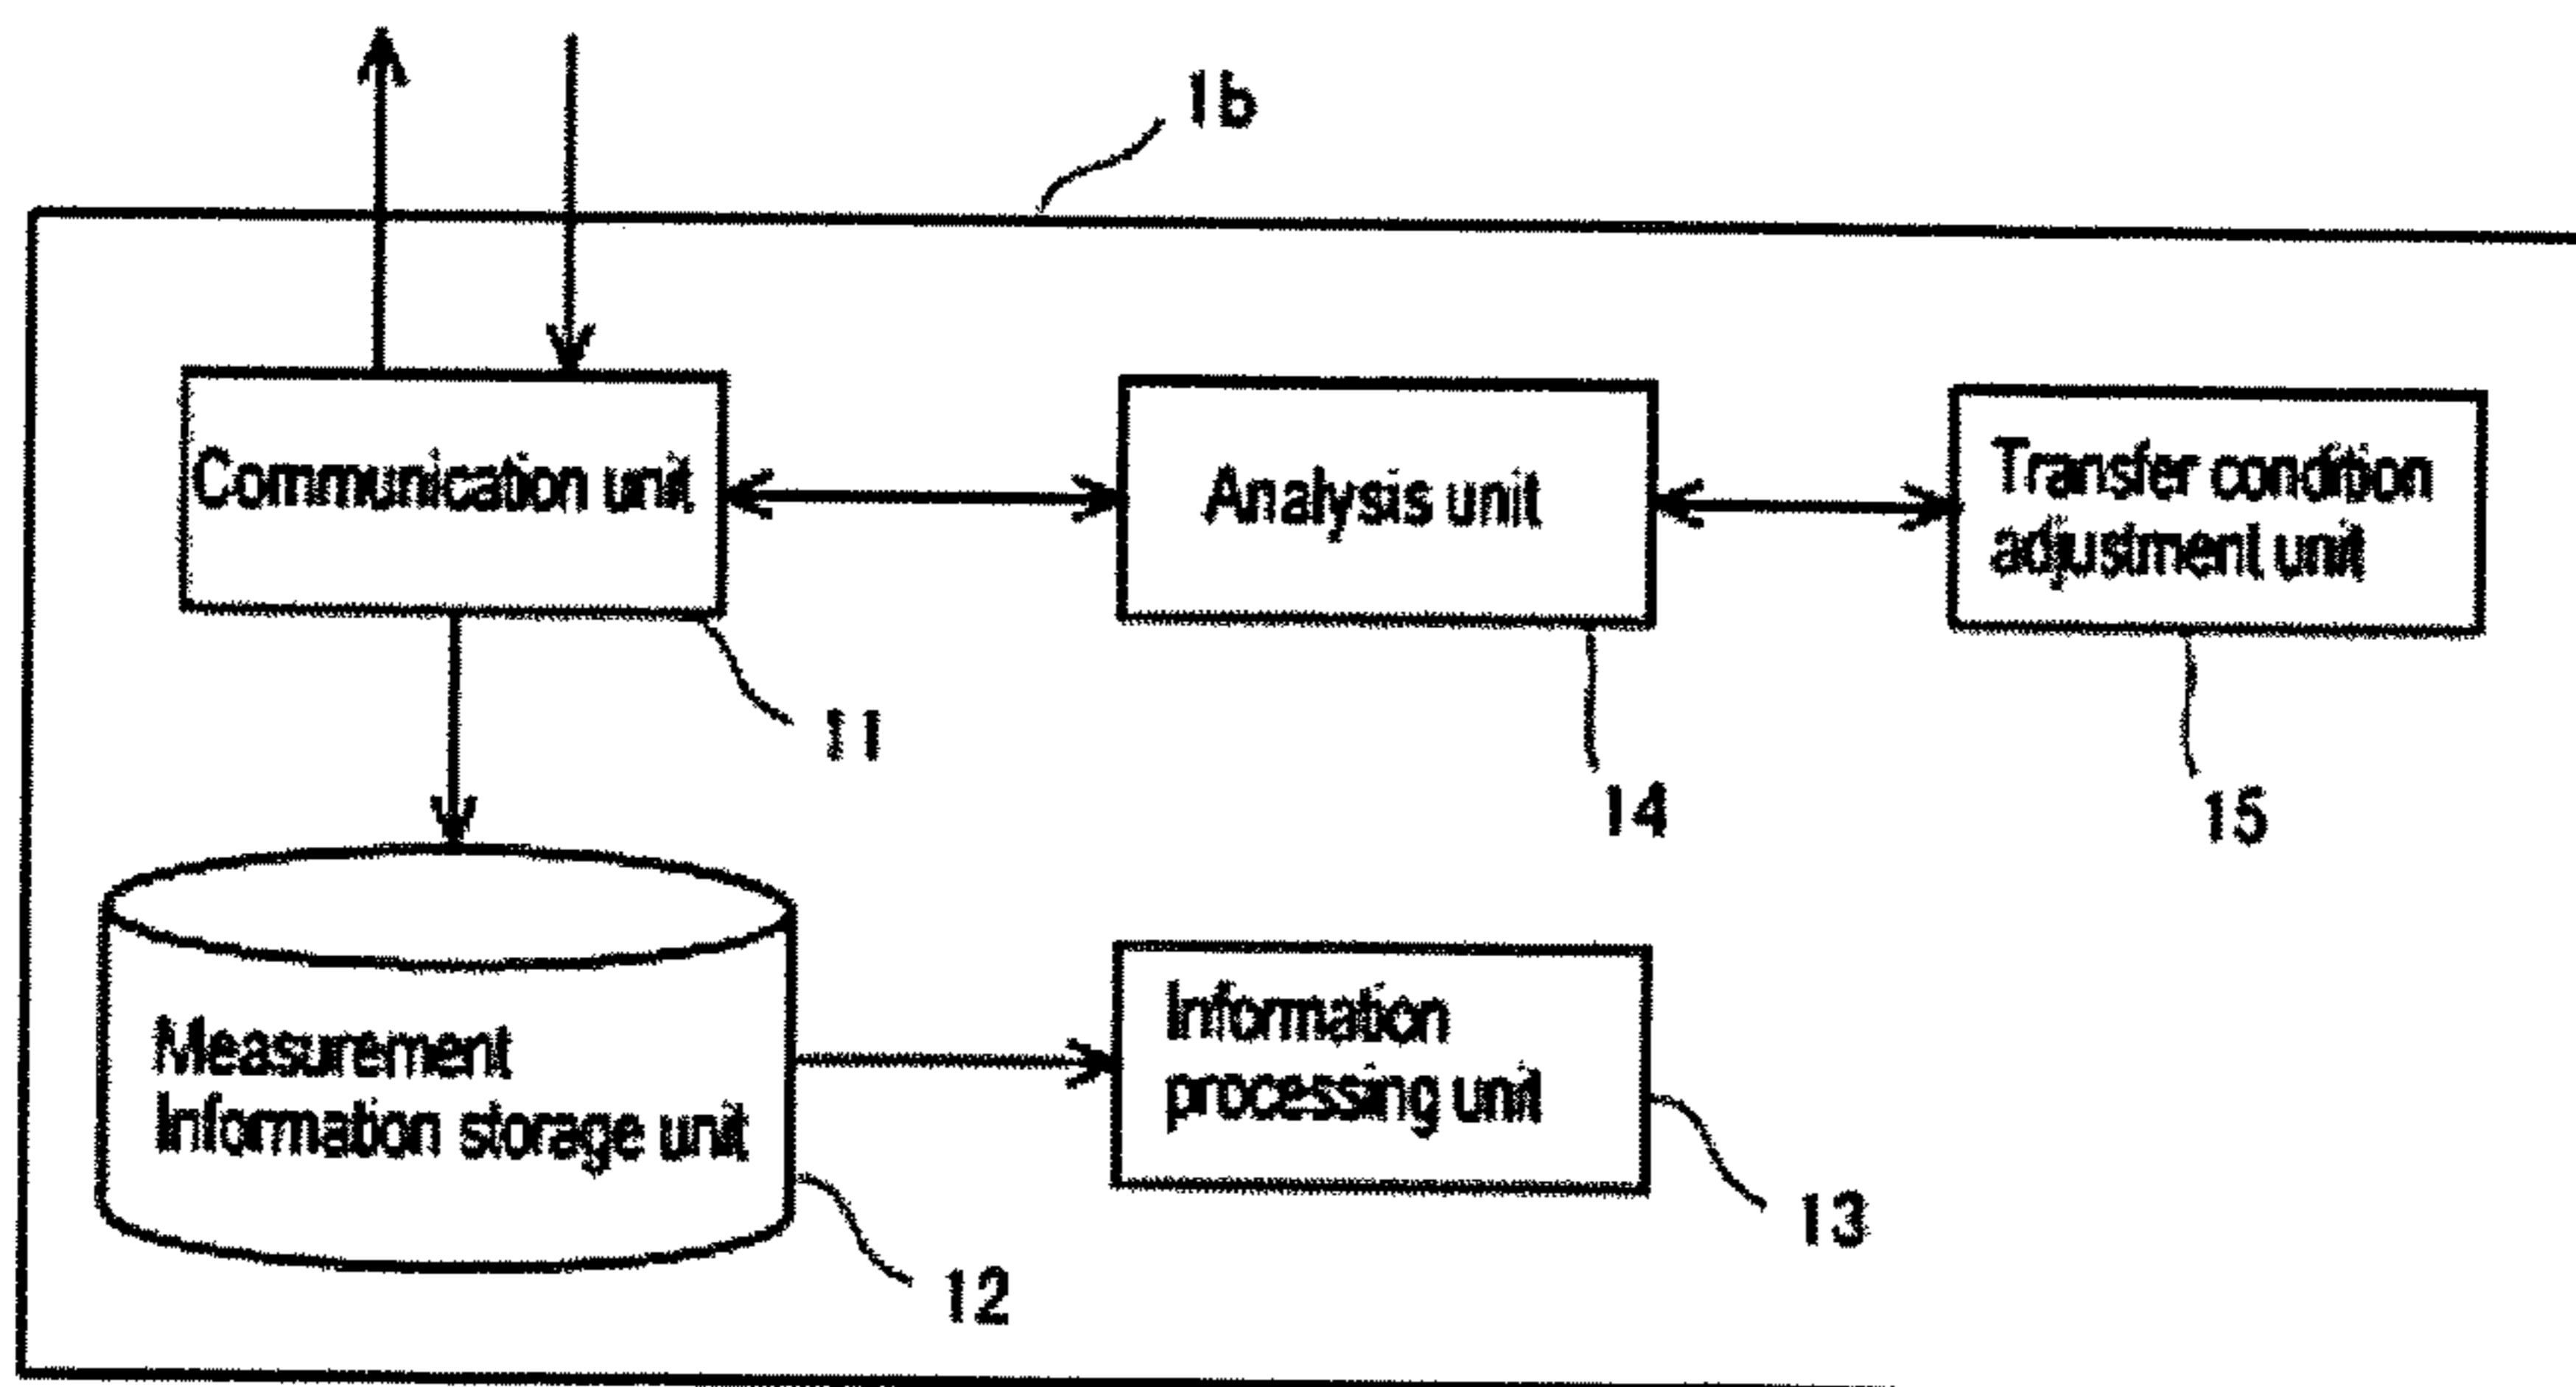 1b
Communication unit
Analysis unit
Transfer condition
adjustment unit
11
14
15
Measurement
Information storage unit
Information
processing unit
13
12